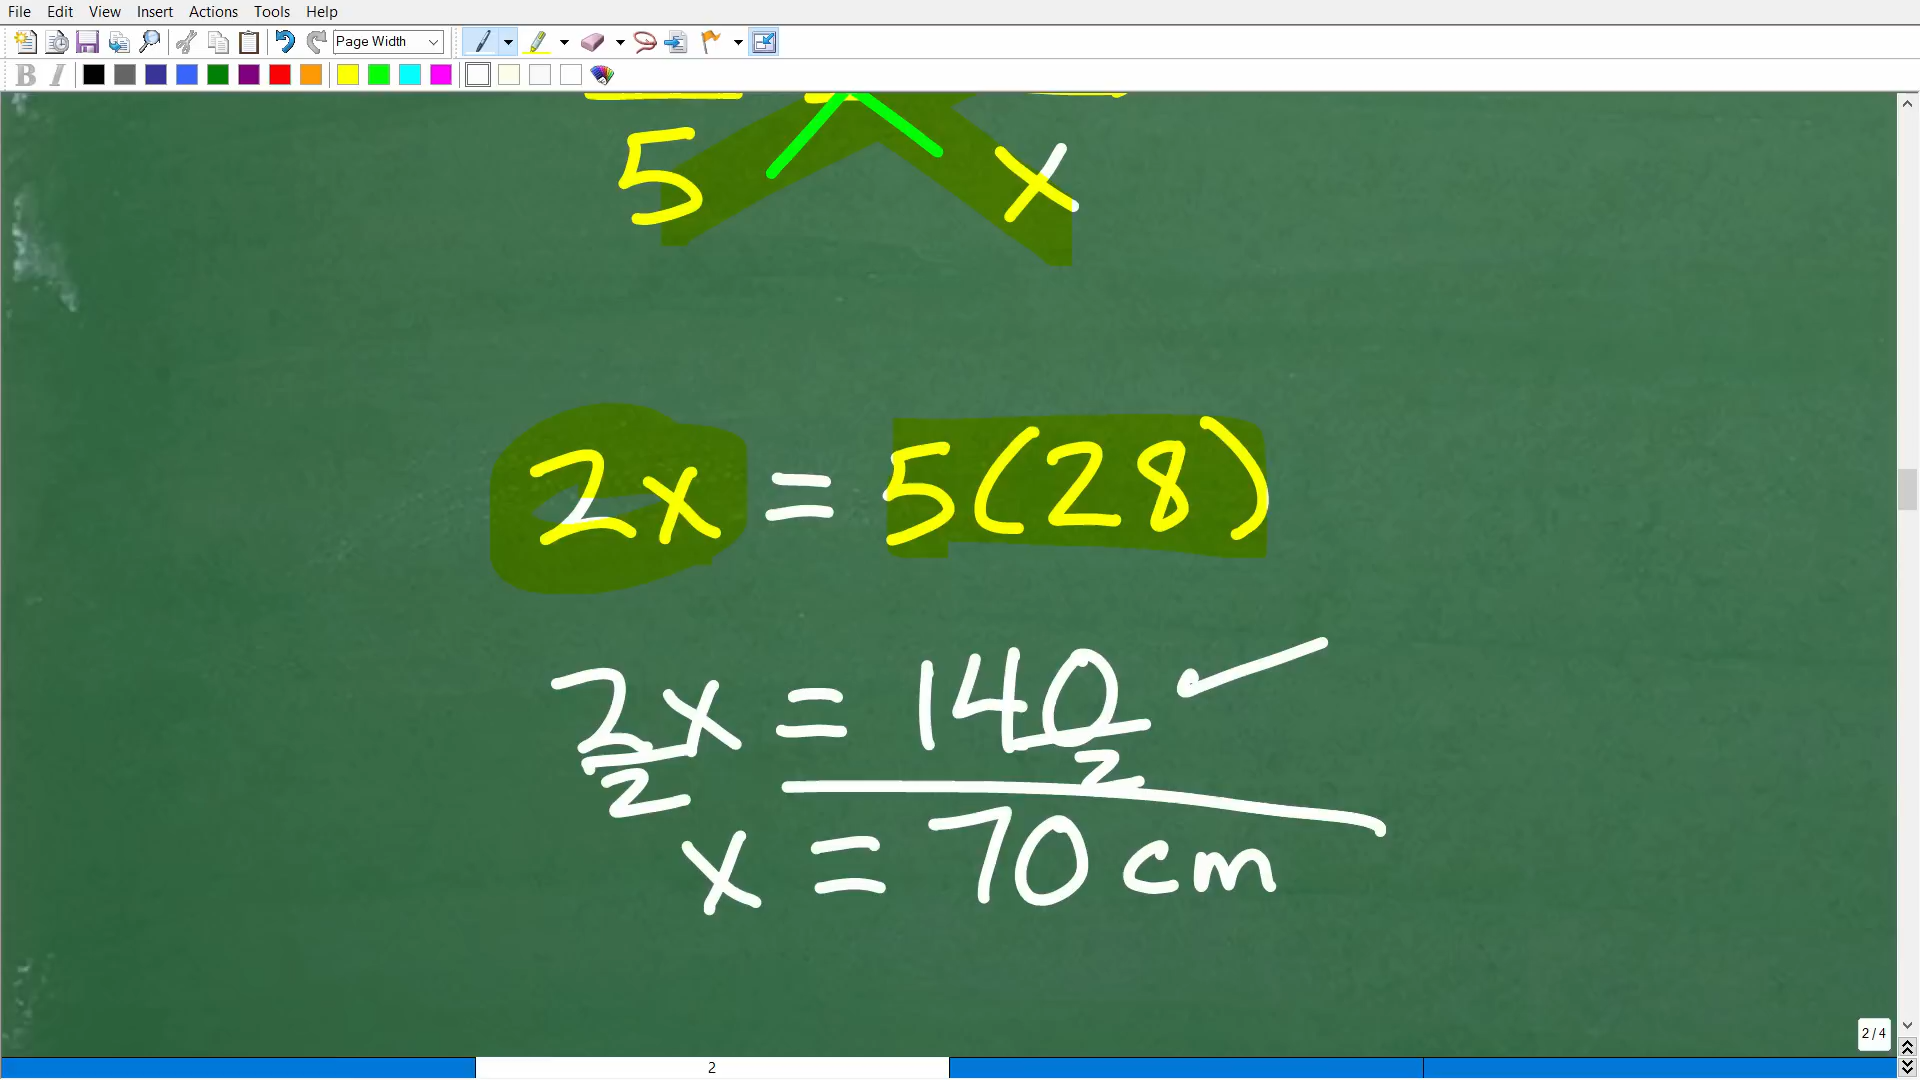 File Edit View Insert Actions Tools Help
Page Width
B I
5 x
2x = 5(28)
2x = 140
2 2
x = 70 cm
2 / 4
2